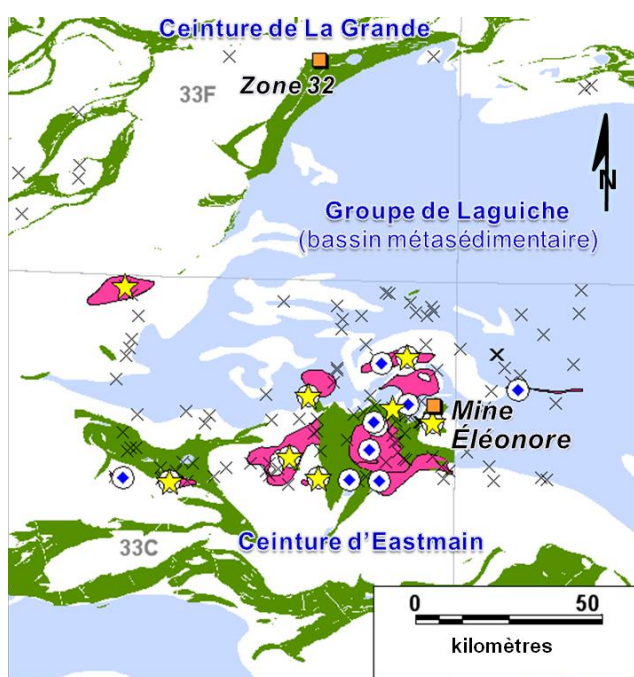 Ceinture de La Grande
Zone 32
33F
N
Groupe de Laguiche
(bassin métasédimentaire)
Mine
Éléonore
33C
Ceinture d'Eastmain
0 50
kilomètres